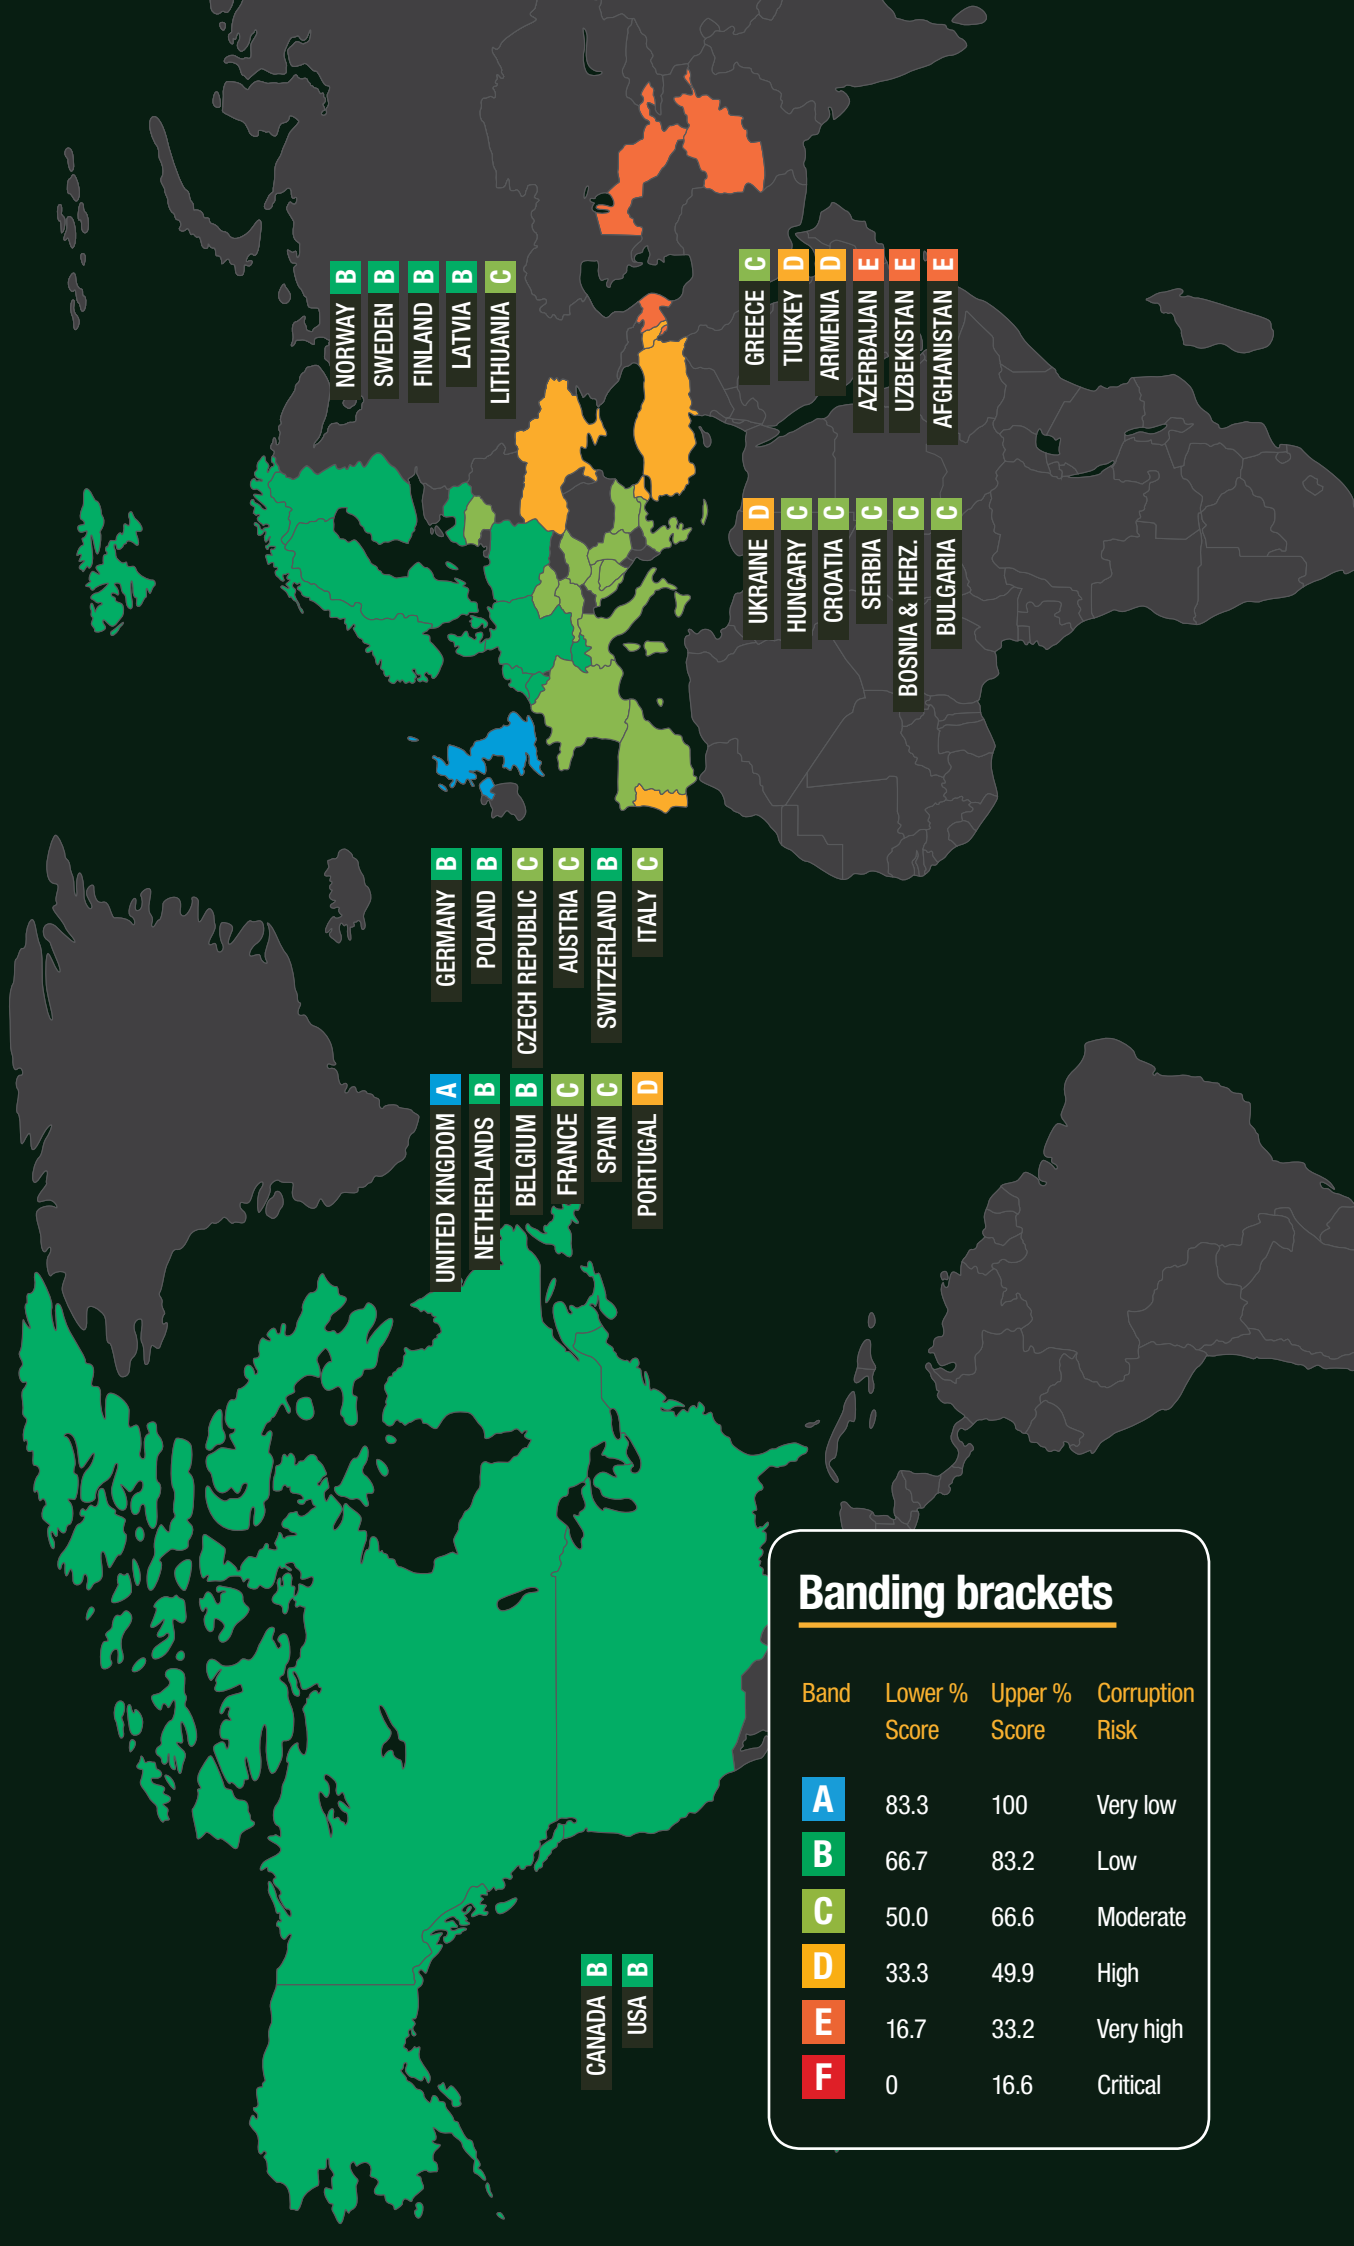 NORWAY B
SWEDEN B
FINLAND B
LATVIA B
LITHUANIA C
GREECE C
TURKEY D
ARMENIA D
AZERBAIJAN E
UZBEKISTAN E
AFGHANISTAN E
UKRAINE D
HUNGARY C
CROATIA C
SERBIA C
BOSNIA & HERZ. C
BULGARIA C
GERMANY B
POLAND B
CZECH REPUBLIC C
AUSTRIA C
SWITZERLAND B
ITALY C
UNITED KINGDOM A
NETHERLANDS B
BELGIUM B
FRANCE C
SPAIN C
PORTUGAL D
CANADA B
USA B
Banding brackets
Band Lower % Score Upper % Score Corruption Risk
A 83.3 100 Very low
B 66.7 83.2 Low
C 50.0 66.6 Moderate
D 33.3 49.9 High
E 16.7 33.2 Very high
F 0 16.6 Critical